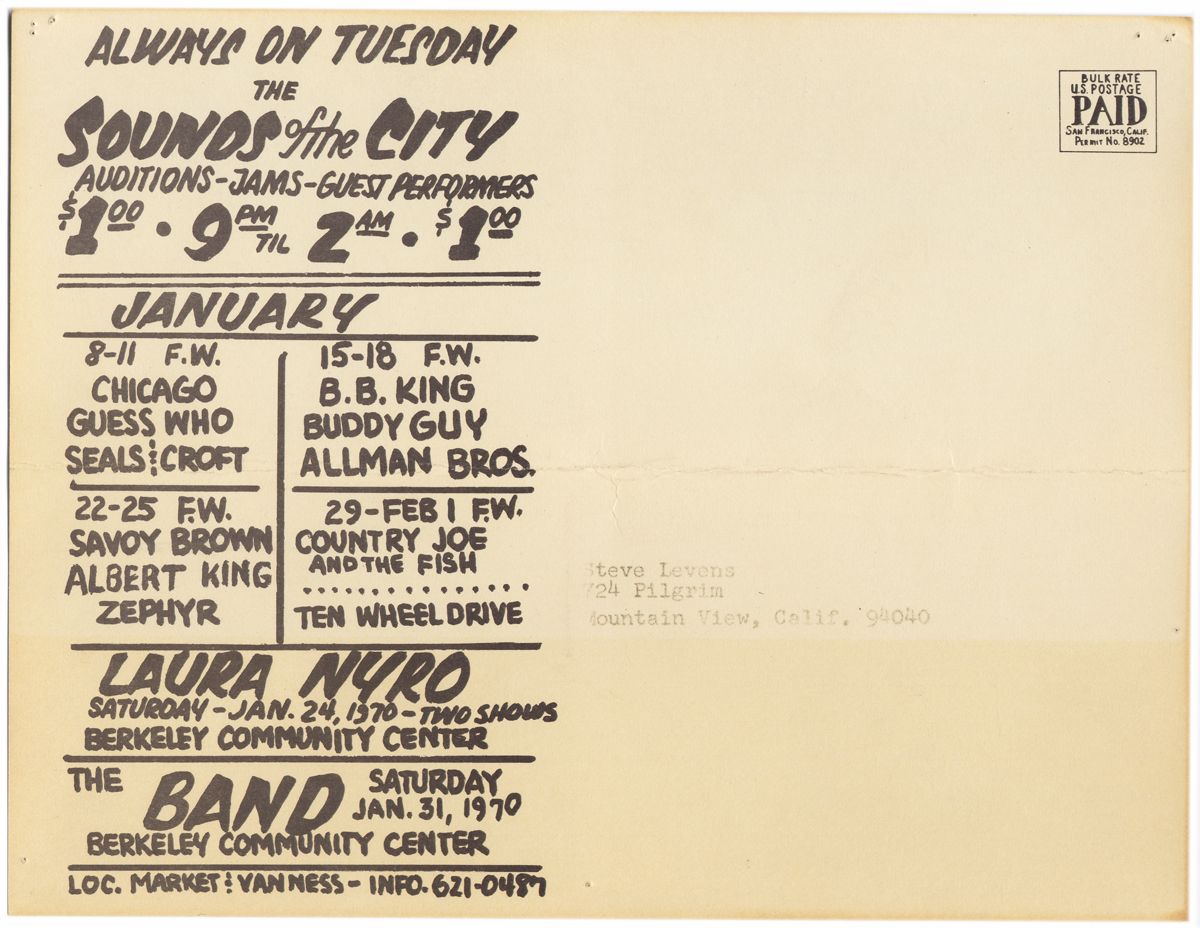 ALWAYS ON TUESDAY
THE
SOUNDS of the CITY
AUDITIONS-JAMS-GUEST PERFORMERS
$1.00 · 9 PM TIL 2 AM · $1.00
JANUARY
8-11 F.W.
CHICAGO
GUESS WHO
SEALS & CROFT
15-18 F.W.
B.B. KING
BUDDY GUY
ALLMAN BROS.
22-25 F.W.
SAVOY BROWN
ALBERT KING
ZEPHYR
29-FEB 1 F.W.
COUNTRY JOE
AND THE FISH
TEN WHEEL DRIVE
LAURA NYRO
SATURDAY-JAN. 24, 1970-TWO SHOWS
BERKELEY COMMUNITY CENTER
THE BAND SATURDAY
JAN. 31, 1970
BERKELEY COMMUNITY CENTER
LOC. MARKET & VAN NESS- INFO. 621-0487
BULK RATE
U.S. POSTAGE
PAID
SAN FRANCISCO, CALIF.
PERMIT NO. 8902
Steve Levens
724 Pilgrim
Mountain View, Calif. 94040